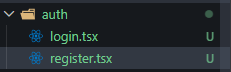 auth
login.tsx U
register.tsx U